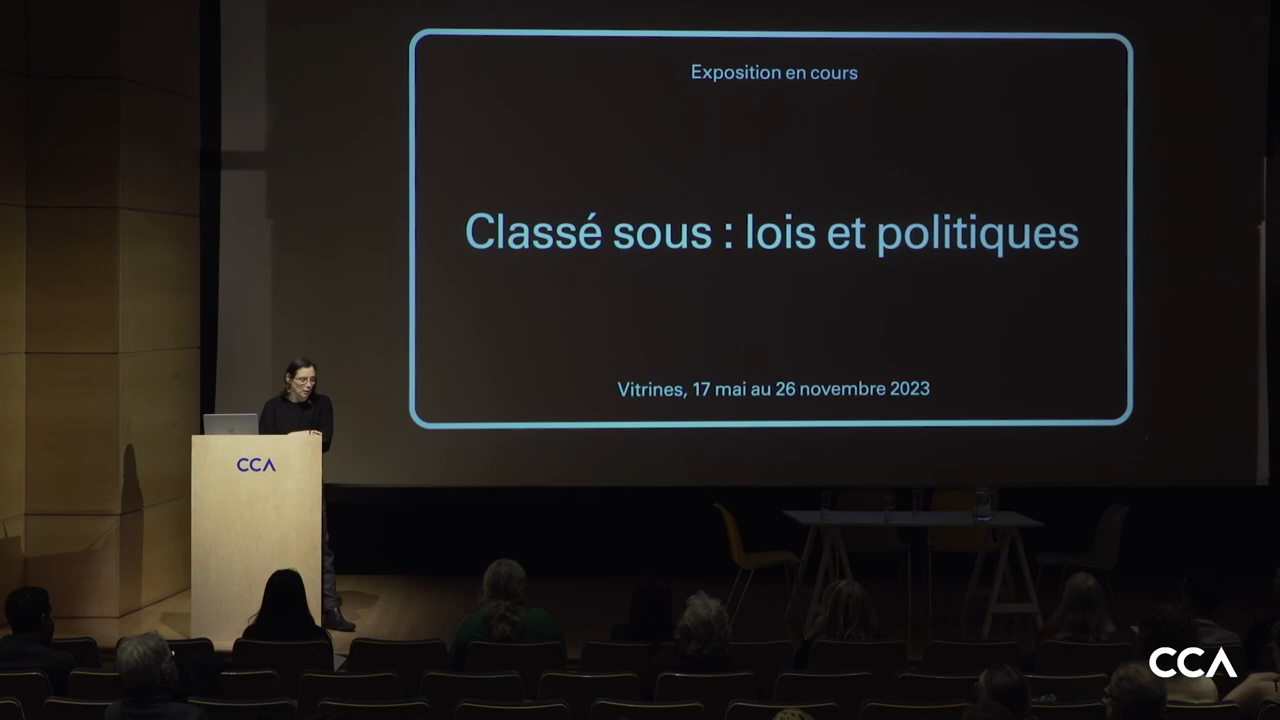 Exposition en cours
Classé sous : lois et politiques
Vitrines, 17 mai au 26 novembre 2023
CCA
CCA